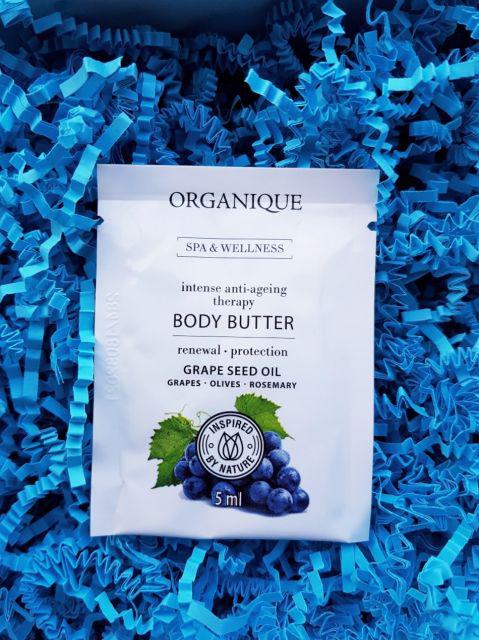 ORGANIQUE
SPA & WELLNESS
intense anti-ageing
therapy
BODY BUTTER
renewal · protection
GRAPE SEED OIL
GRAPES · OLIVES · ROSEMARY
INSPIRED
BY NATURE
5 ml